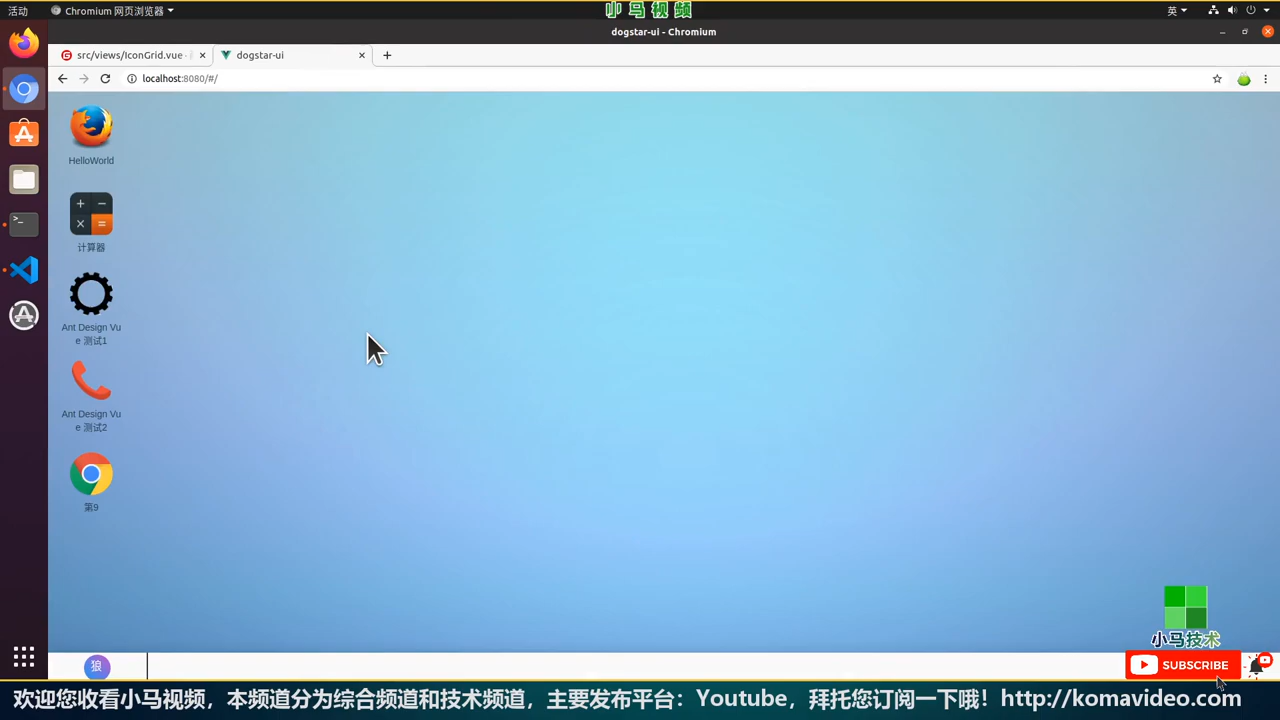 活动
Chromium 网页浏览器
小马视频
英
dogstar-ui - Chromium
src/views/IconGrid.vue
dogstar-ui
localhost:8080/#/
HelloWorld
计算器
Ant Design Vu
e 测试1
Ant Design Vu
e 测试2
第9
狼
小马技术
SUBSCRIBE
欢迎您收看小马视频，本频道分为综合频道和技术频道，主要发布平台：Youtube，拜托您订阅一下哦！http://komavideo.com